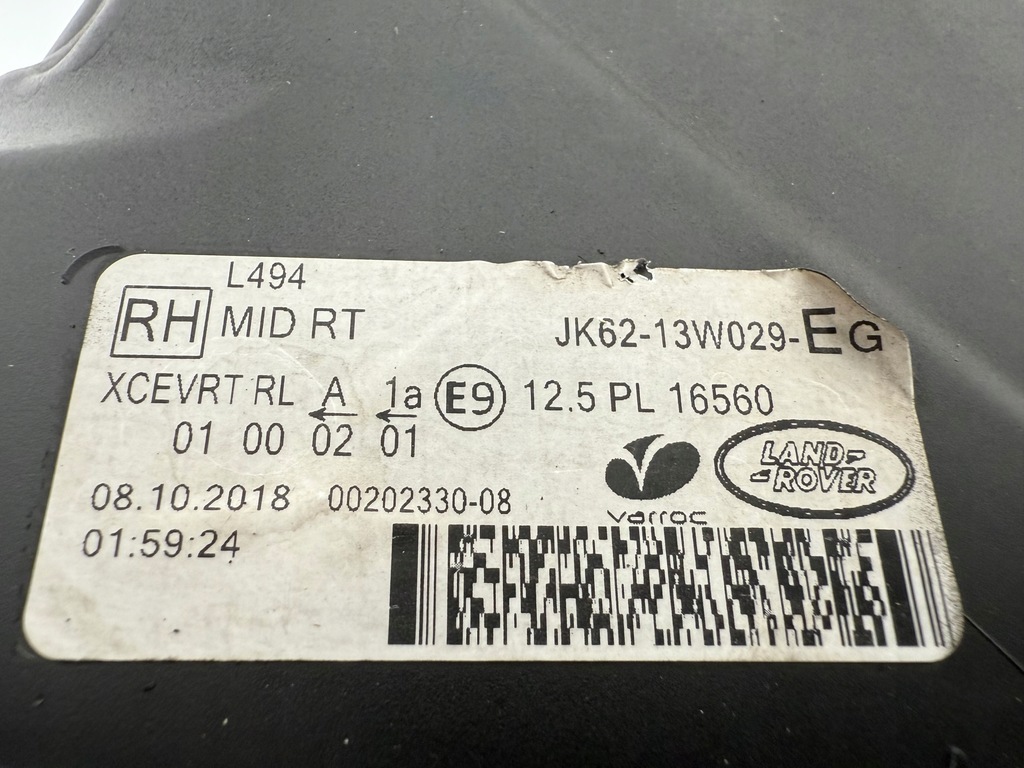 L494
RH MID RT JK62-13W029-EG
XCEVRT RL A 1a E9 12.5 PL 16560
01 00 02 01
LAND-
-ROVER
08.10.2018 00202330-08
varroc
01:59:24